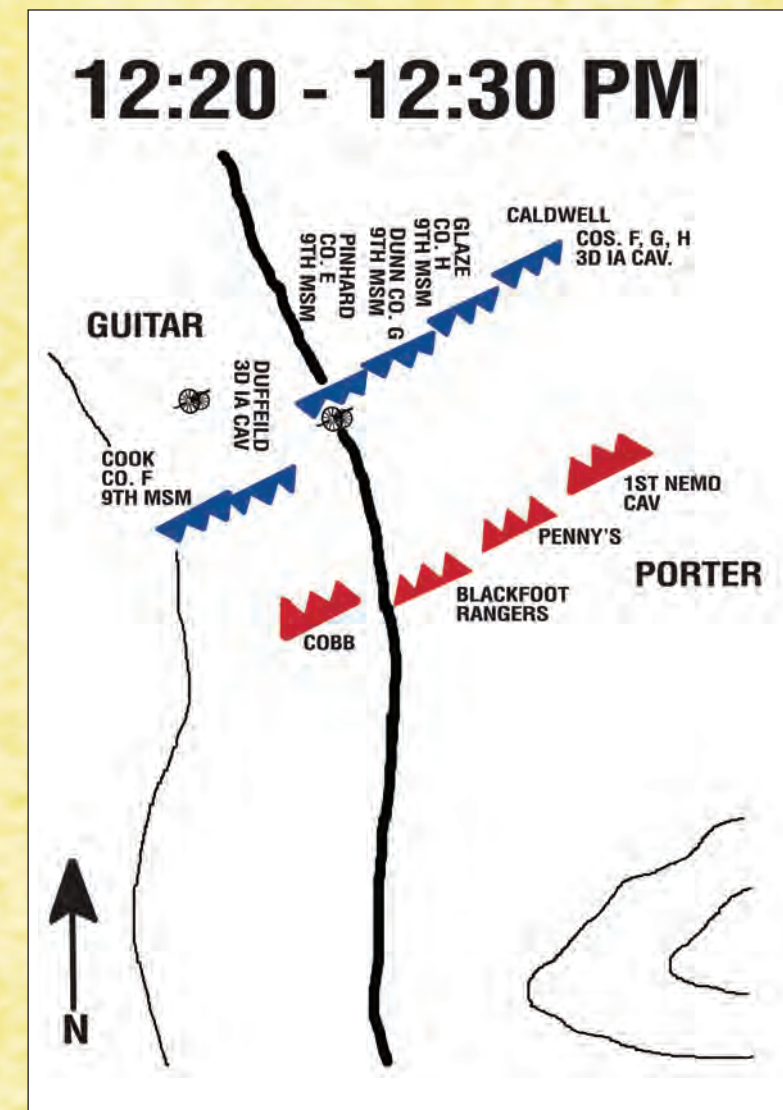 12:20 - 12:30 PM
CALDWELL
COS. F, G, H
3D IA CAV.
GLAZE
CO. H
9TH MSM
DUNN CO. G
9TH MSM
PINHARD
CO. E
9TH MSM
GUITAR
DUFFEILD
3D IA CAV
COOK
CO. F
9TH MSM
1ST NEMO
CAV
PENNY'S
PORTER
BLACKFOOT
RANGERS
COBB
N